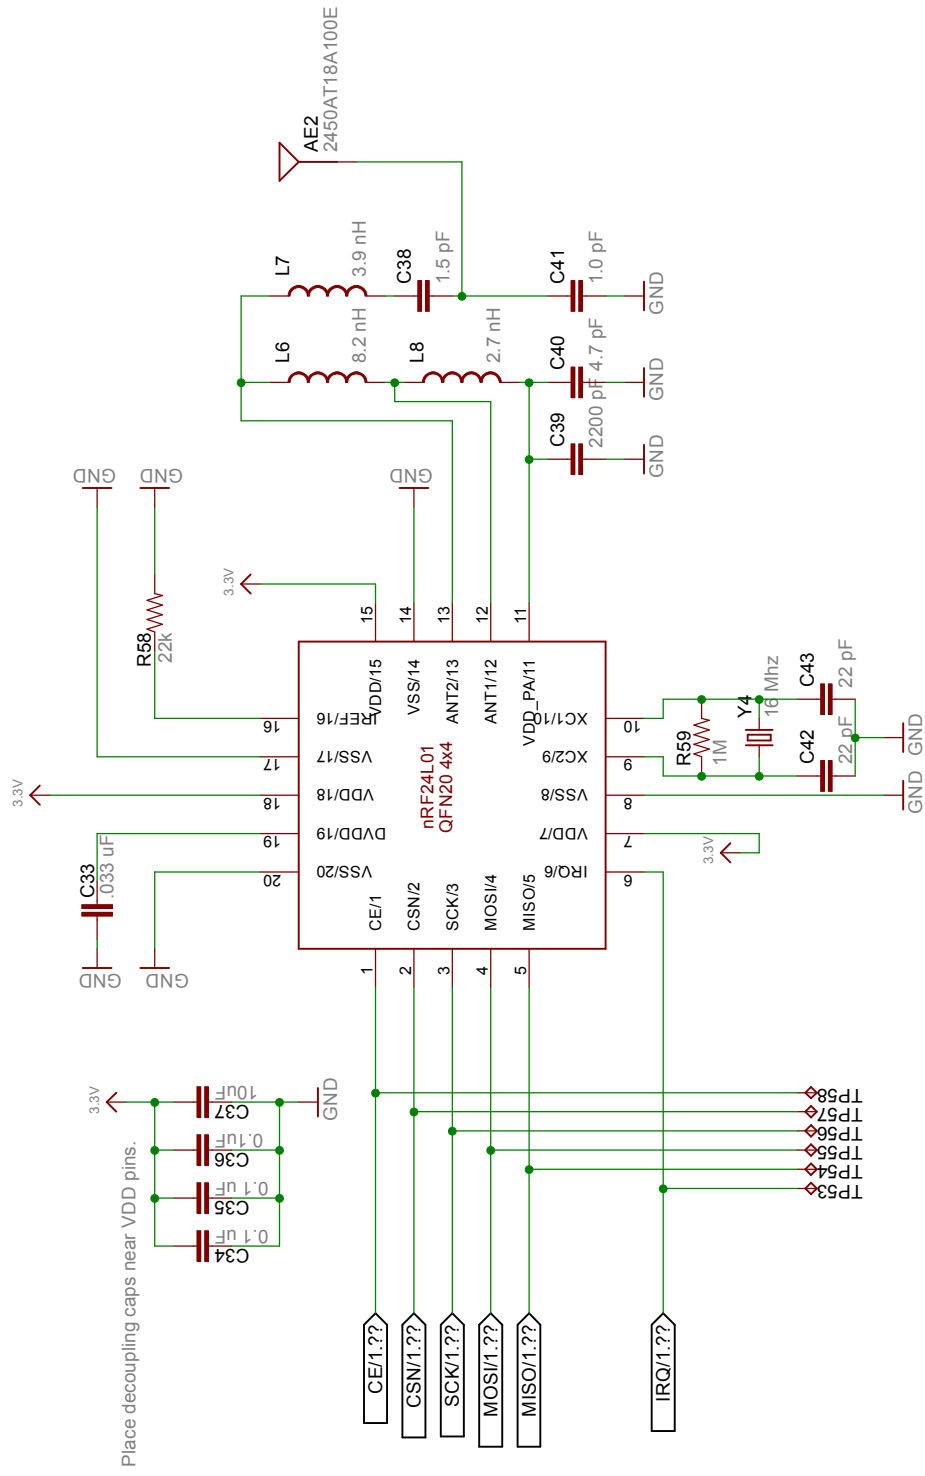 AE2
2450AT18A100E
L7
3.9 nH
C38
1.5 pF
C41
1.0 pF
GND
L6
8.2 nH
L8
2.7 nH
C40
4.7 pF
GND
C39
2200 pF
GND
GND
GND
GND
R58
22k
3.3V
3.3V
15
14
13
12
11
VDD/15
VSS/14
ANT2/13
ANT1/12
VDD_PA/11
16
17
18
19
20
IREF/16
VSS/17
VDD/18
DVDD/19
VSS/20
nRF24L01
QFN20 4x4
XC1/10
XC2/9
VSS/8
VDD/7
IRQ/6
10
9
8
7
6
CE/1
CSN/2
SCK/3
MOSI/4
MISO/5
1
2
3
4
5
R59
1M
Y4
16 Mhz
C43
22 pF
C42
22 pF
GND
GND
3.3V
C33
.033 uF
GND
GND
3.3V
C37
10uF
C36
0.1uF
C35
0.1 uF
C34
0.1 uF
GND
Place decoupling caps near VDD pins.
TP58
TP57
TP56
TP55
TP54
TP53
CE/1.??
CSN/1.??
SCK/1.??
MOSI/1.??
MISO/1.??
IRQ/1.??